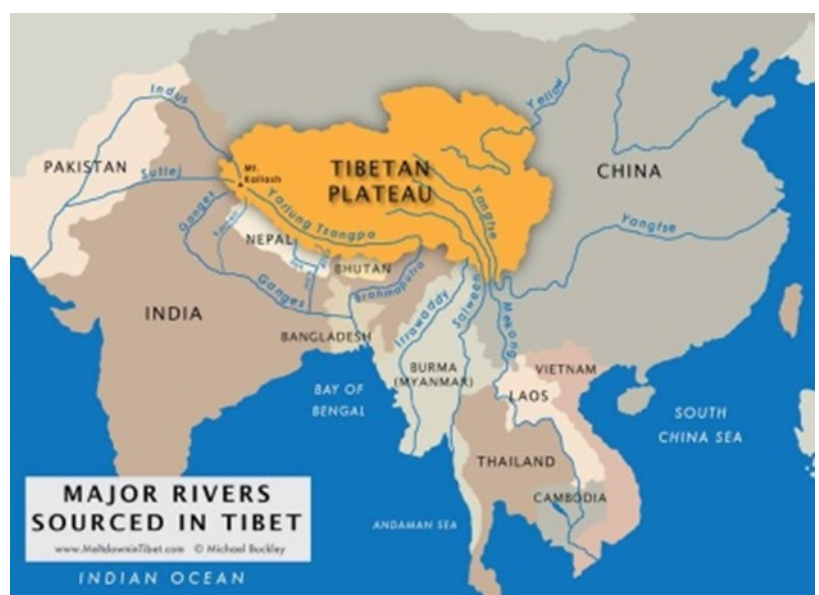 Indus
Yellow
PAKISTAN
Sutlej
Mt.
Kailash
TIBETAN
PLATEAU
CHINA
Ganges
Yarlung Tsangpo
Yangtse
Yangtse
NEPAL
BHUTAN
Ganges
Brahmaputra
INDIA
BANGLADESH
Irrawaddy
Salween
Mekong
BURMA
(MYANMAR)
VIETNAM
LAOS
BAY OF
BENGAL
SOUTH
CHINA SEA
THAILAND
CAMBODIA
ANDAMAN SEA
MAJOR RIVERS
SOURCED IN TIBET
www.MeltdowninTibet.com © Michael Buckley
INDIAN OCEAN